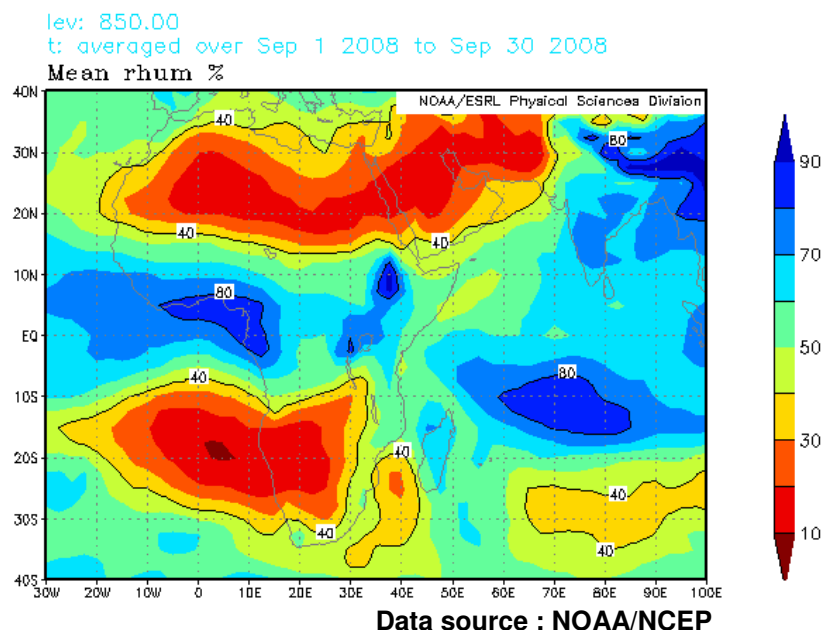 lev: 850.00
t: averaged over Sep 1 2008 to Sep 30 2008
Mean rhum %
NOAA/ESRL Physical Sciences Division
40N
30N
20N
10N
EQ
10S
20S
30S
40S
30W 20W 10W 0 10E 20E 30E 40E 50E 60E 70E 80E 90E 100E
40
80
40
40
80
40
80
40
40
40
40
90
70
50
30
10
Data source : NOAA/NCEP